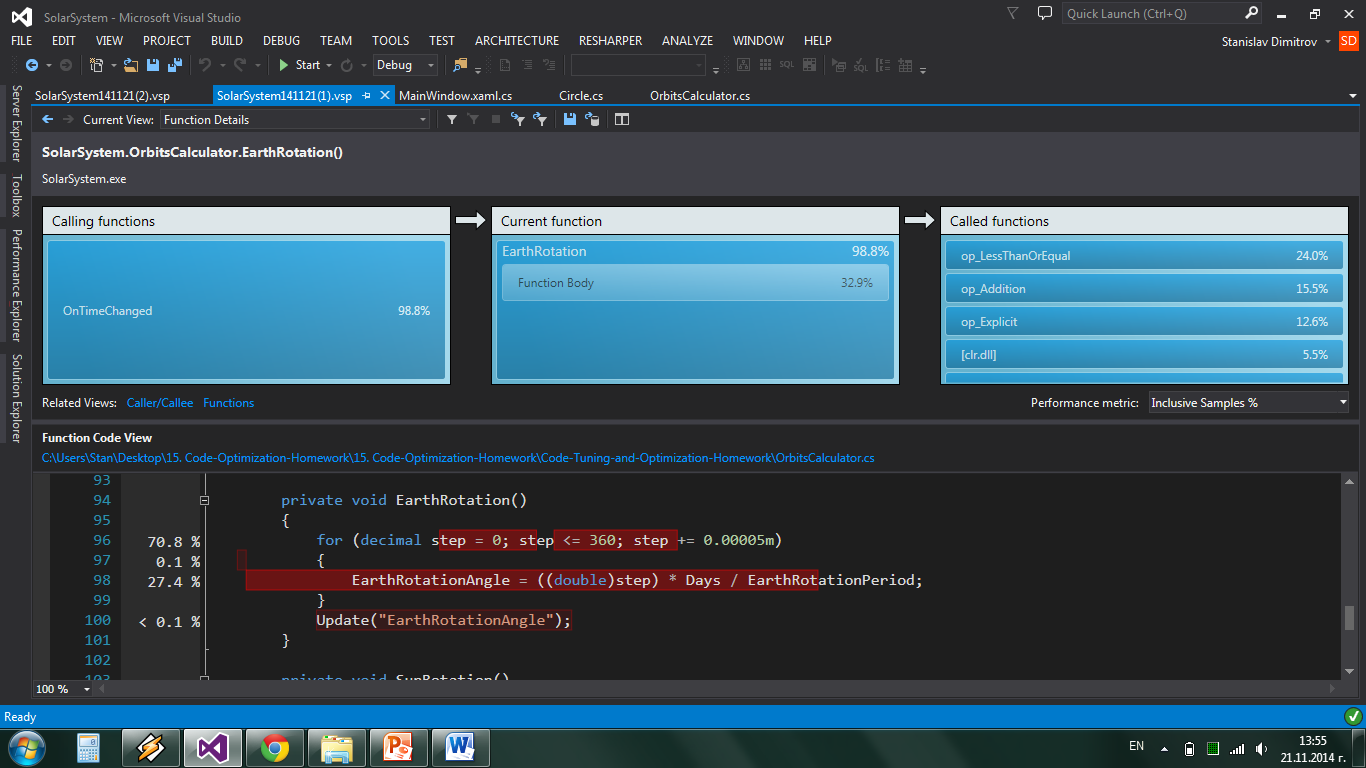 SolarSystem - Microsoft Visual Studio
Quick Launch (Ctrl+Q)
FILE EDIT VIEW PROJECT BUILD DEBUG TEAM TOOLS TEST ARCHITECTURE RESHARPER ANALYZE WINDOW HELP
Stanislav Dimitrov SD
Start Debug SQL SQL
SolarSystem141121(2).vsp SolarSystem141121(1).vsp MainWindow.xaml.cs Circle.cs OrbitsCalculator.cs
Server Explorer
Toolbox
Performance Explorer
Solution Explorer
Current View: Function Details
SolarSystem.OrbitsCalculator.EarthRotation()
SolarSystem.exe
Calling functions
OnTimeChanged 98.8%
Current function
EarthRotation 98.8%
Function Body 32.9%
Called functions
op_LessThanOrEqual 24.0%
op_Addition 15.5%
op_Explicit 12.6%
[clr.dll] 5.5%
Related Views: Caller/Callee Functions
Performance metric: Inclusive Samples %
Function Code View
C:\Users\Stan\Desktop\15. Code-Optimization-Homework\15. Code-Optimization-Homework\Code-Tuning-and-Optimization-Homework\OrbitsCalculator.cs
93
94 private void EarthRotation()
95 {
70.8 % 96 for (decimal step = 0; step <= 360; step += 0.00005m)
0.1 % 97 {
27.4 % 98 EarthRotationAngle = ((double)step) * Days / EarthRotationPeriod;
99 }
< 0.1 % 100 Update("EarthRotationAngle");
101 }
102
103 private void SunRotation()
100 %
Ready
EN
13:55
21.11.2014 г.